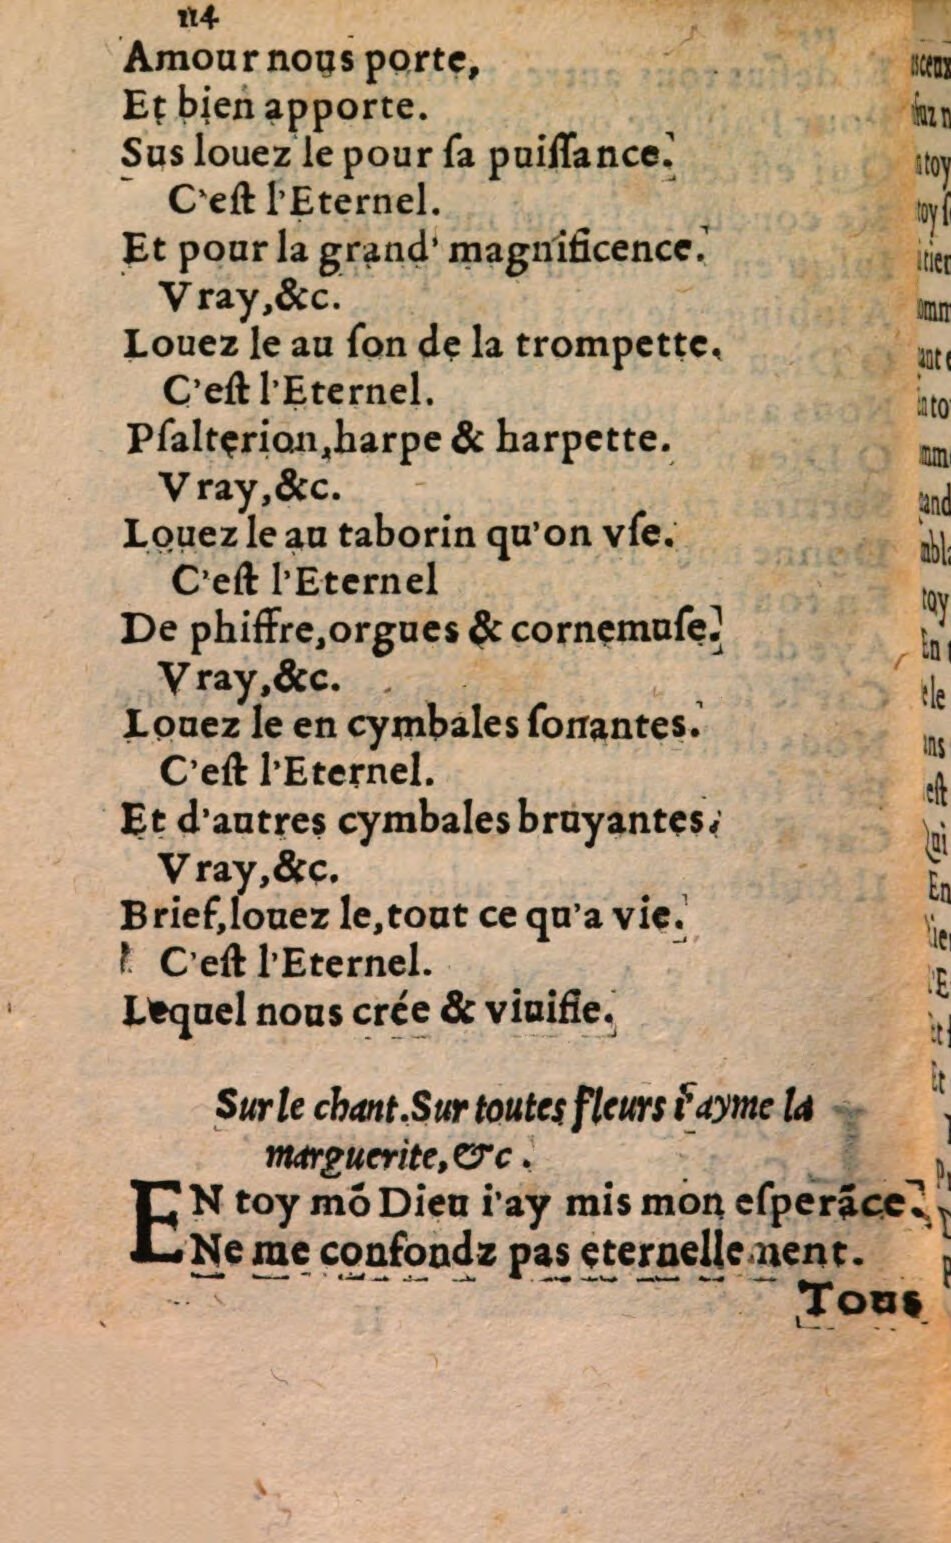 114
Amour nous porte,
Et bien apporte.
Sus louez le pour ſa puiſſance.
C'eſt l'Eternel.
Et pour la grand' magnificence.
Vray,&c.
Louez le au ſon de la trompette.
C'eſt l'Eternel.
Pſalterion,harpe & harpette.
Vray,&c.
Louez le au taborin qu'on vſe.
C'eſt l'Eternel
De phiffre,orgues & cornemuſe.
Vray,&c.
Louez le en cymbales ſonantes.
C'eſt l'Eternel.
Et d'autres cymbales bruyantes.
Vray,&c.
Brief,louez le,tout ce qu'a vie.
C'eſt l'Eternel.
Lequel nous crée & viuifie.
Sur le chant.Sur toutes fleurs i'ayme la
marguerite,&c.
EN toy mõ Dieu i'ay mis mon eſperãce.
Ne me confondz pas eternellement.
Tous